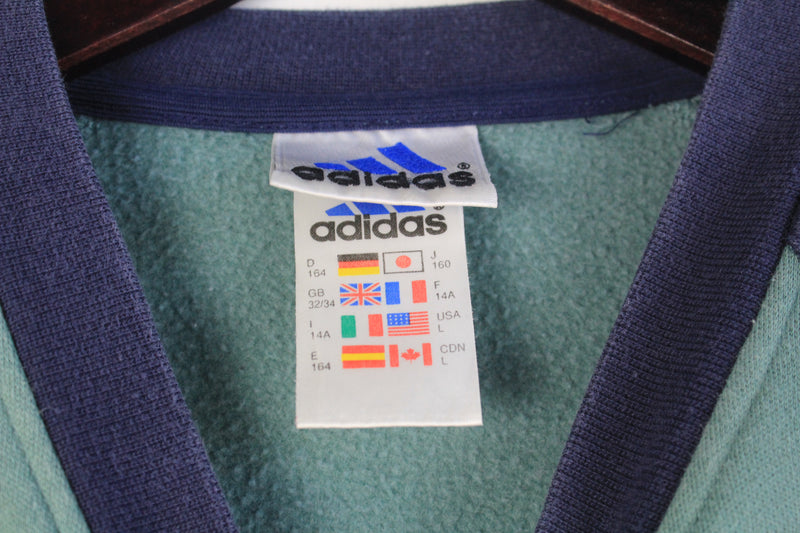 adidas®
adidas
D 164 J 160
GB 32/34 F 14A
I 14A USA L
E 164 CDN L